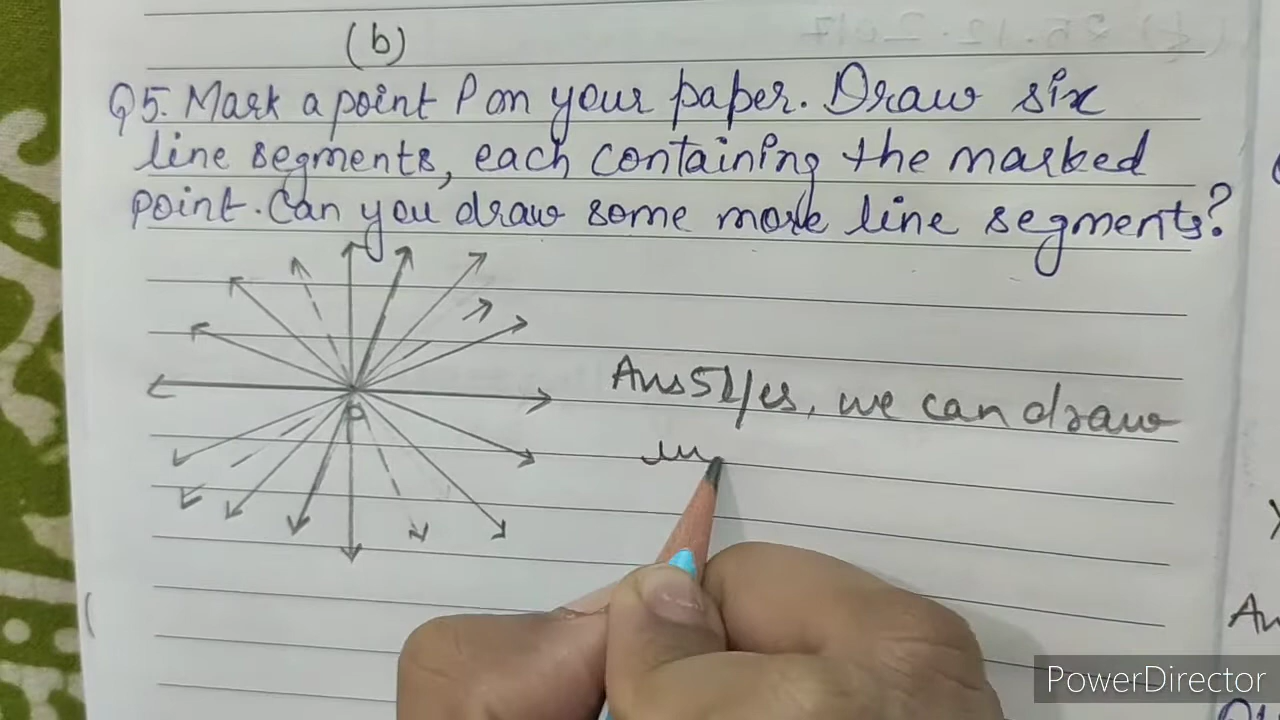 (b)
Q5. Mark a point P on your paper. Draw six
line segments, each containing the marked
point. Can you draw some more line segments?
P
Ans5 Yes, we can draw
PowerDirector